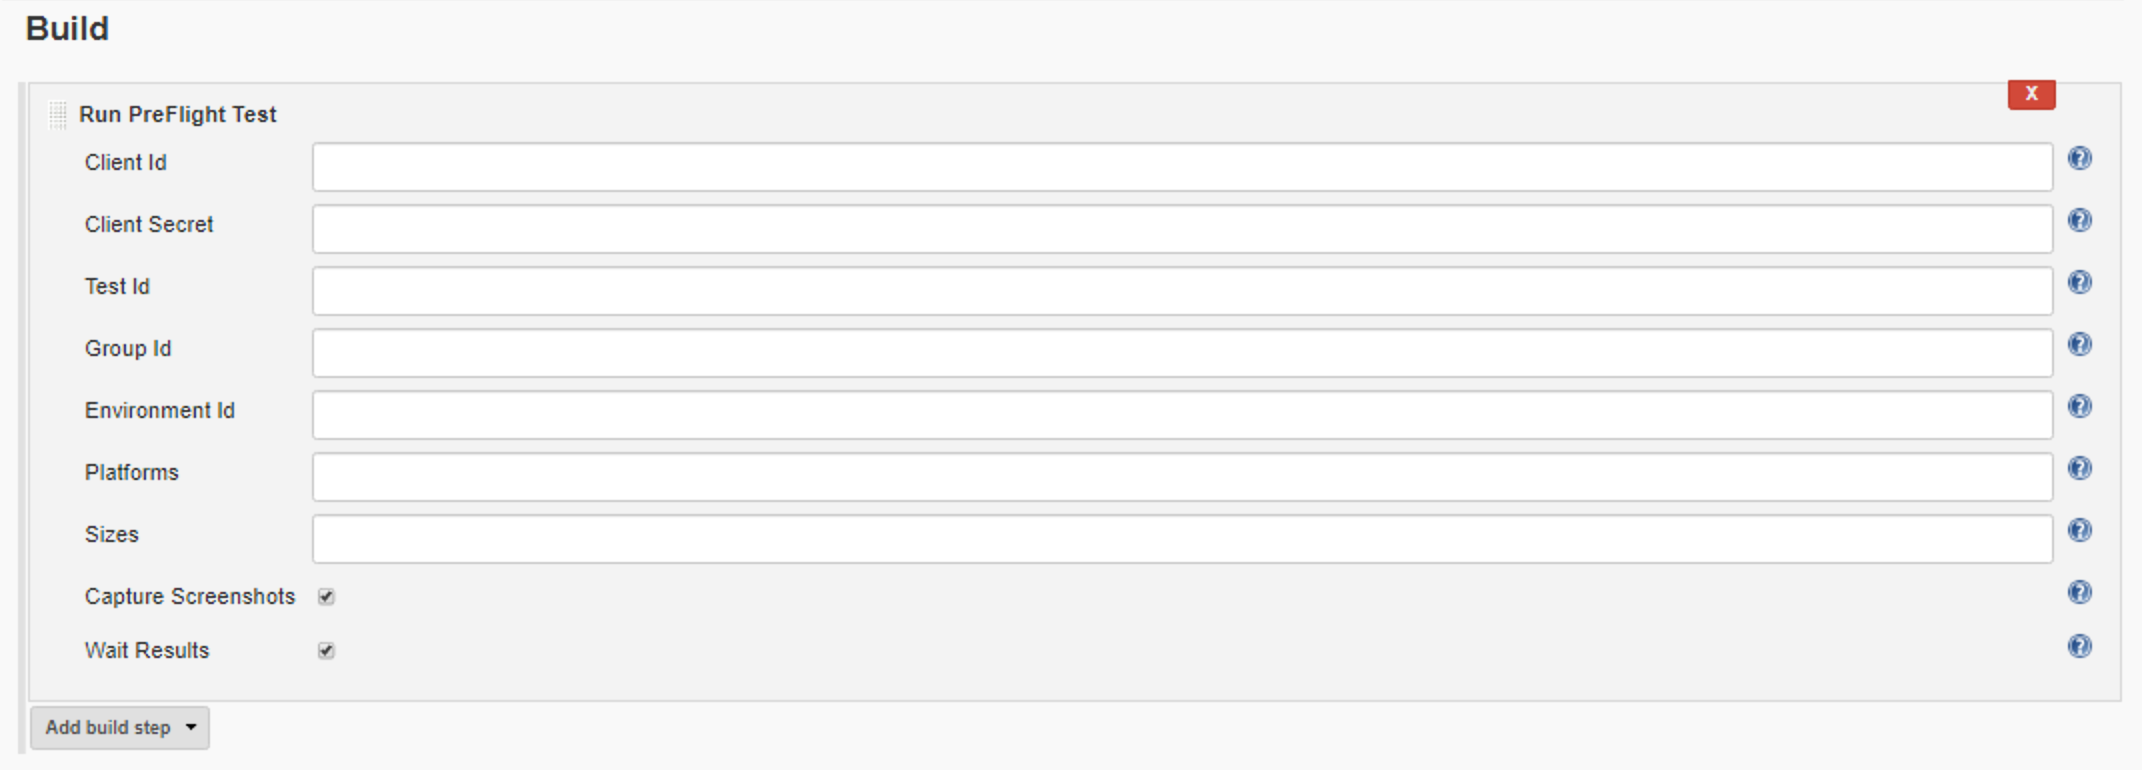 Build
X
Run PreFlight Test
Client Id
Client Secret
Test Id
Group Id
Environment Id
Platforms
Sizes
Capture Screenshots
Wait Results
Add build step